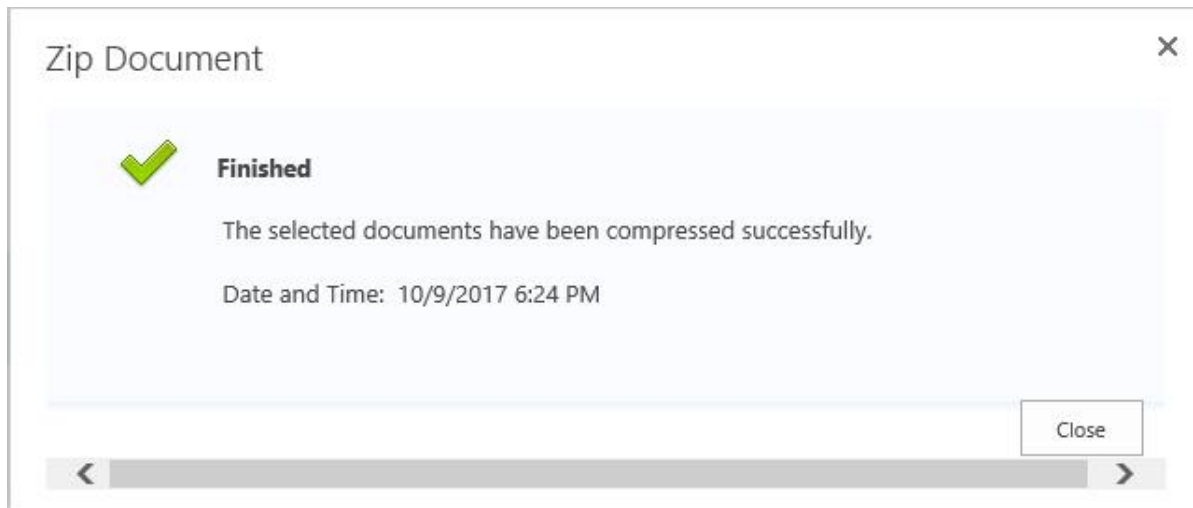 Zip Document
Finished
The selected documents have been compressed successfully.
Date and Time: 10/9/2017 6:24 PM
Close